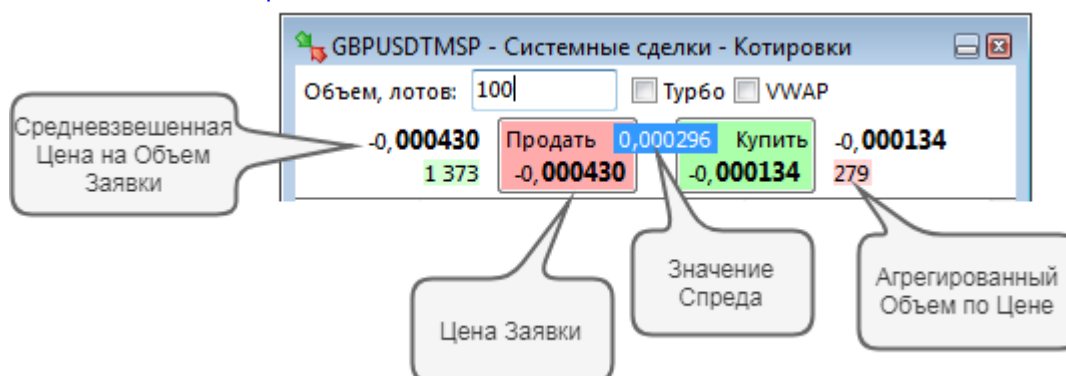 GBPUSDTMSP - Системные сделки - Котировки
Объем, лотов: 100 Турбо VWAP
Средневзвешенная
Цена на Объем
Заявки
-0,000430 Продать 0,000296 Купить -0,000134
1 373 -0,000430 -0,000134 279
Цена Заявки
Значение
Спреда
Агрегированный
Объем по Цене